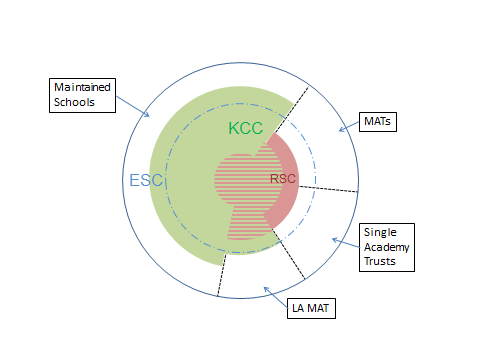 Maintained
Schools
KCC
MATs
ESC
RSC
Single
Academy
Trusts
LA MAT